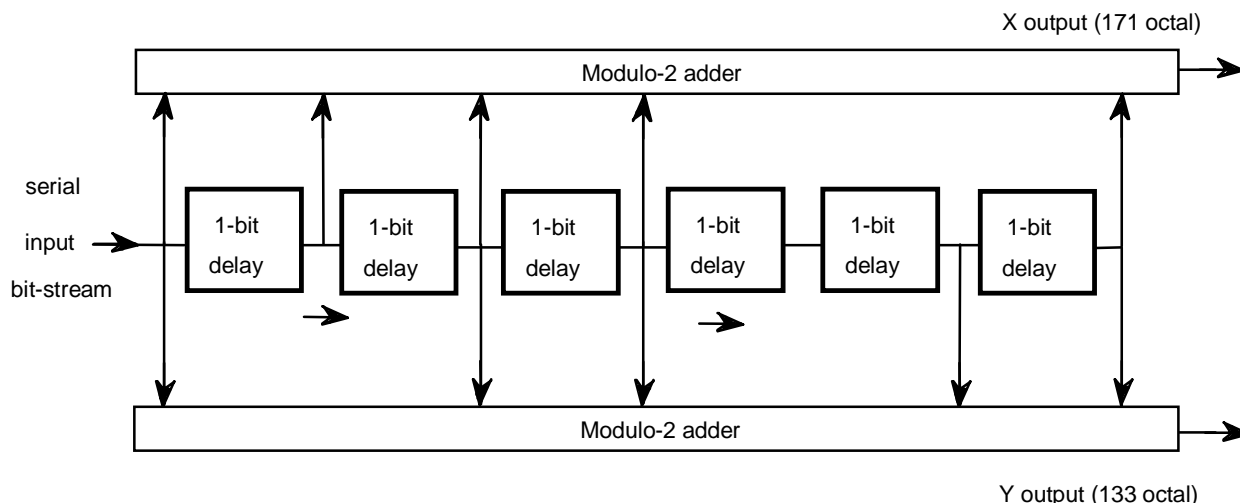 X output (171 octal)
Modulo-2 adder
serial
input
bit-stream
1-bit
delay
1-bit
delay
1-bit
delay
1-bit
delay
1-bit
delay
1-bit
delay
Modulo-2 adder
Y output (133 octal)